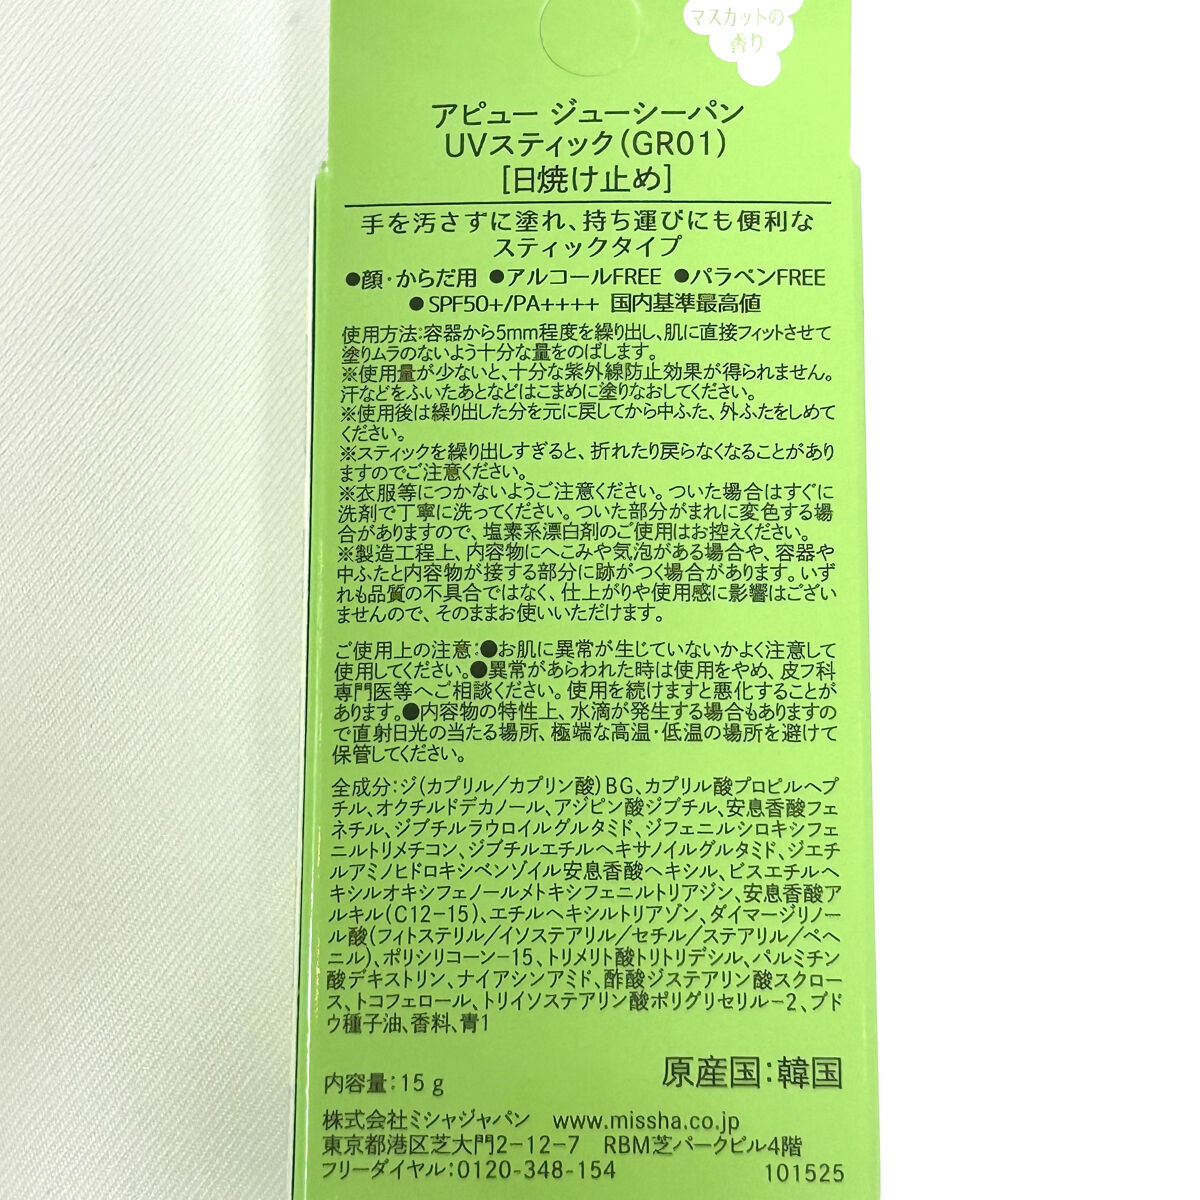 マスカットの
香り
アピュー ジューシーパン
UVスティック(GR01)
[日焼け止め]
手を汚さずに塗れ、持ち運びにも便利な
スティックタイプ
●顔・からだ用 ●アルコールFREE ●パラベンFREE
●SPF50+/PA++++ 国内基準最高値
使用方法:容器から5mm程度を繰り出し、肌に直接フィットさせて
塗りムラのないよう十分な量をのばします。
※使用量が少ないと、十分な紫外線防止効果が得られません。
汗などをふいたあとなどはこまめに塗りなおしてください。
※使用後は繰り出した分を元に戻してから中ふた、外ふたをしめて
ください。
※スティックを繰り出しすぎると、折れたり戻らなくなることがあり
ますのでご注意ください。
※衣服等につかないようご注意ください。ついた場合はすぐに
洗剤で丁寧に洗ってください。ついた部分がまれに変色する場
合がありますので、塩素系漂白剤のご使用はお控えください。
※製造工程上、内容物にへこみや気泡がある場合や、容器や
中ふたと内容物が接する部分に跡がつく場合があります。いず
れも品質の不具合ではなく、仕上がりや使用感に影響はござい
ませんので、そのままお使いいただけます。
ご使用上の注意:●お肌に異常が生じていないかよく注意して
使用してください。●異常があらわれた時は使用をやめ、皮フ科
専門医等へご相談ください。使用を続けますと悪化することが
あります。●内容物の特性上、水滴が発生する場合もありますの
で直射日光の当たる場所、極端な高温・低温の場所を避けて
保管してください。
全成分:ジ(カプリル/カプリン酸)BG、カプリル酸プロピルヘプ
チル、オクチルドデカノール、アジピン酸ジブチル、安息香酸フェ
ネチル、ジブチルラウロイルグルタミド、ジフェニルシロキシフェ
ニルトリメチコン、ジブチルエチルヘキサノイルグルタミド、ジエチ
ルアミノヒドロキシベンゾイル安息香酸ヘキシル、ビスエチルヘ
キシルオキシフェノールメトキシフェニルトリアジン、安息香酸ア
ルキル(C12-15)、エチルヘキシルトリアゾン、ダイマージリノー
ル酸(フィトステリル/イソステアリル/セチル/ステアリル/ベヘ
ニル)、ポリシリコーン-15、トリメリト酸トリトリデシル、パルミチン
酸デキストリン、ナイアシンアミド、酢酸ジステアリン酸スクロー
ス、トコフェロール、トリイソステアリン酸ポリグリセリル-2、ブド
ウ種子油、香料、青1
内容量:15g
原産国:韓国
株式会社ミシャジャパン www.missha.co.jp
東京都港区芝大門2-12-7 RBM芝パークビル4階
フリーダイヤル:0120-348-154
101525